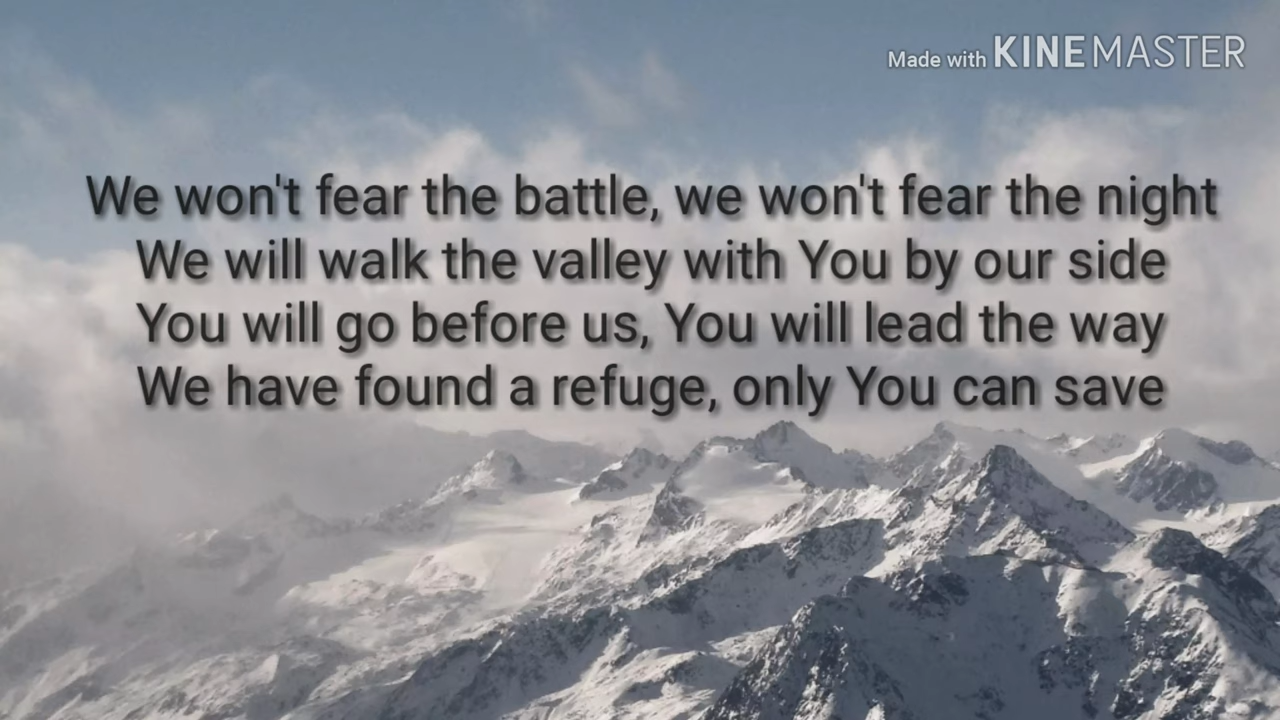 Made with KINEMASTER
We won't fear the battle, we won't fear the night
We will walk the valley with You by our side
You will go before us, You will lead the way
We have found a refuge, only You can save